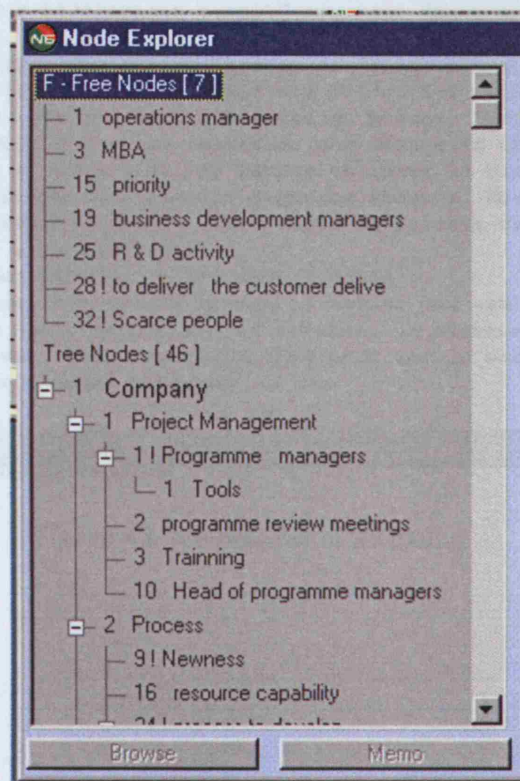 N6 Node Explorer
F - Free Nodes [ 7 ]
1 operations manager
3 MBA
15 priority
19 business development managers
25 R & D activity
28 ! to deliver the customer delive
32 ! Scarce people
Tree Nodes [ 46 ]
1 Company
1 Project Management
1 ! Programme managers
1 Tools
2 programme review meetings
3 Trainning
10 Head of programme managers
2 Process
9 ! Newness
16 resource capability
Browse Memo